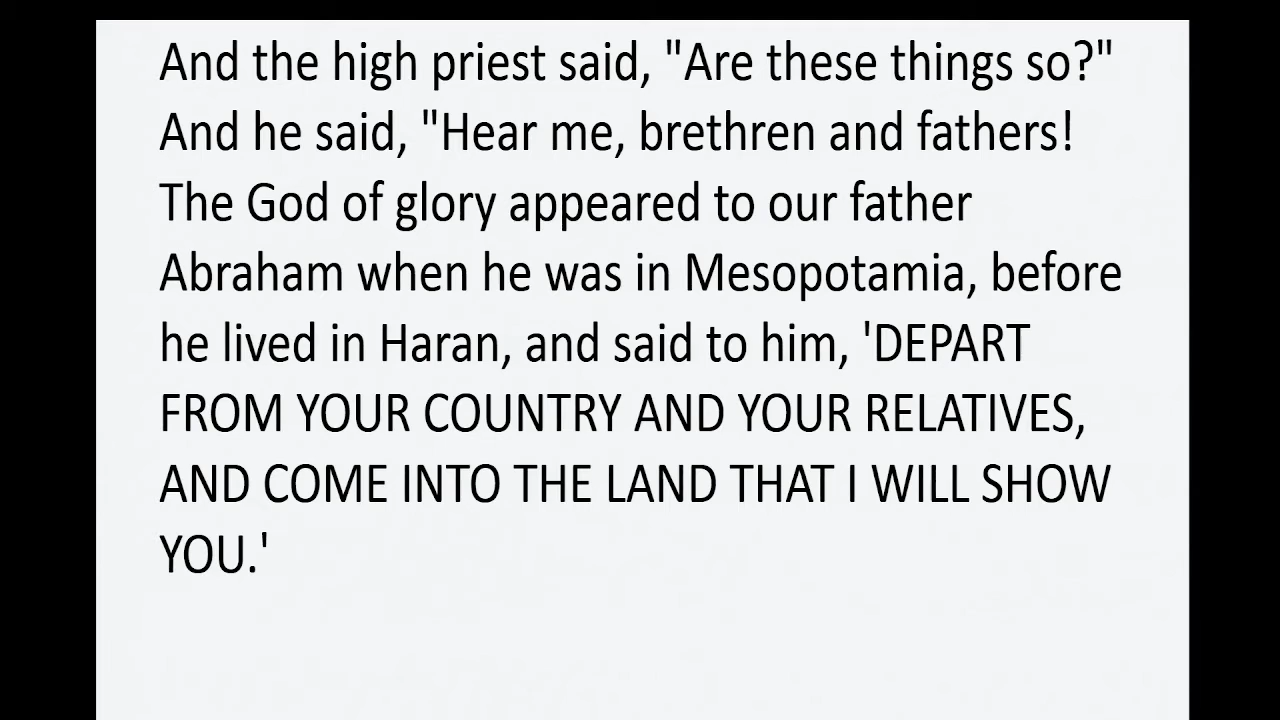 And the high priest said, "Are these things so?"
And he said, "Hear me, brethren and fathers!
The God of glory appeared to our father
Abraham when he was in Mesopotamia, before
he lived in Haran, and said to him, 'DEPART
FROM YOUR COUNTRY AND YOUR RELATIVES,
AND COME INTO THE LAND THAT I WILL SHOW
YOU.'